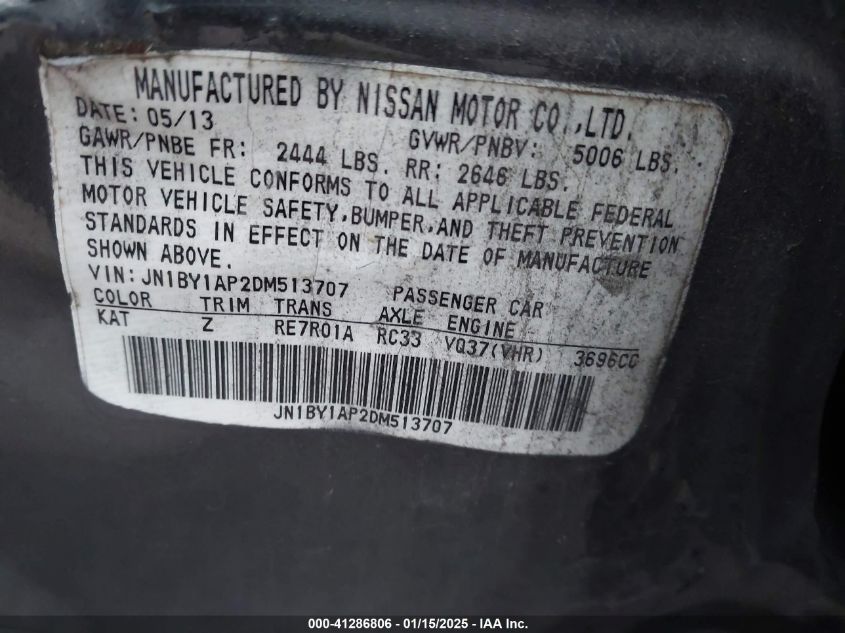 MANUFACTURED BY NISSAN MOTOR CO.,LTD.
DATE: 05/13 GVWR/PNBV: 5006 LBS.
GAWR/PNBE FR: 2444 LBS. RR: 2646 LBS.
THIS VEHICLE CONFORMS TO ALL APPLICABLE FEDERAL
MOTOR VEHICLE SAFETY,BUMPER,AND THEFT PREVENTION
STANDARDS IN EFFECT ON THE DATE OF MANUFACTURE
SHOWN ABOVE.
VIN: JN1BY1AP2DM513707 PASSENGER CAR
COLOR TRIM TRANS AXLE ENGINE
KAT Z RE7R01A RC33 VQ37(VHR) 3696CC
JN1BY1AP2DM513707
000-41286806 - 01/15/2025 - IAA Inc.